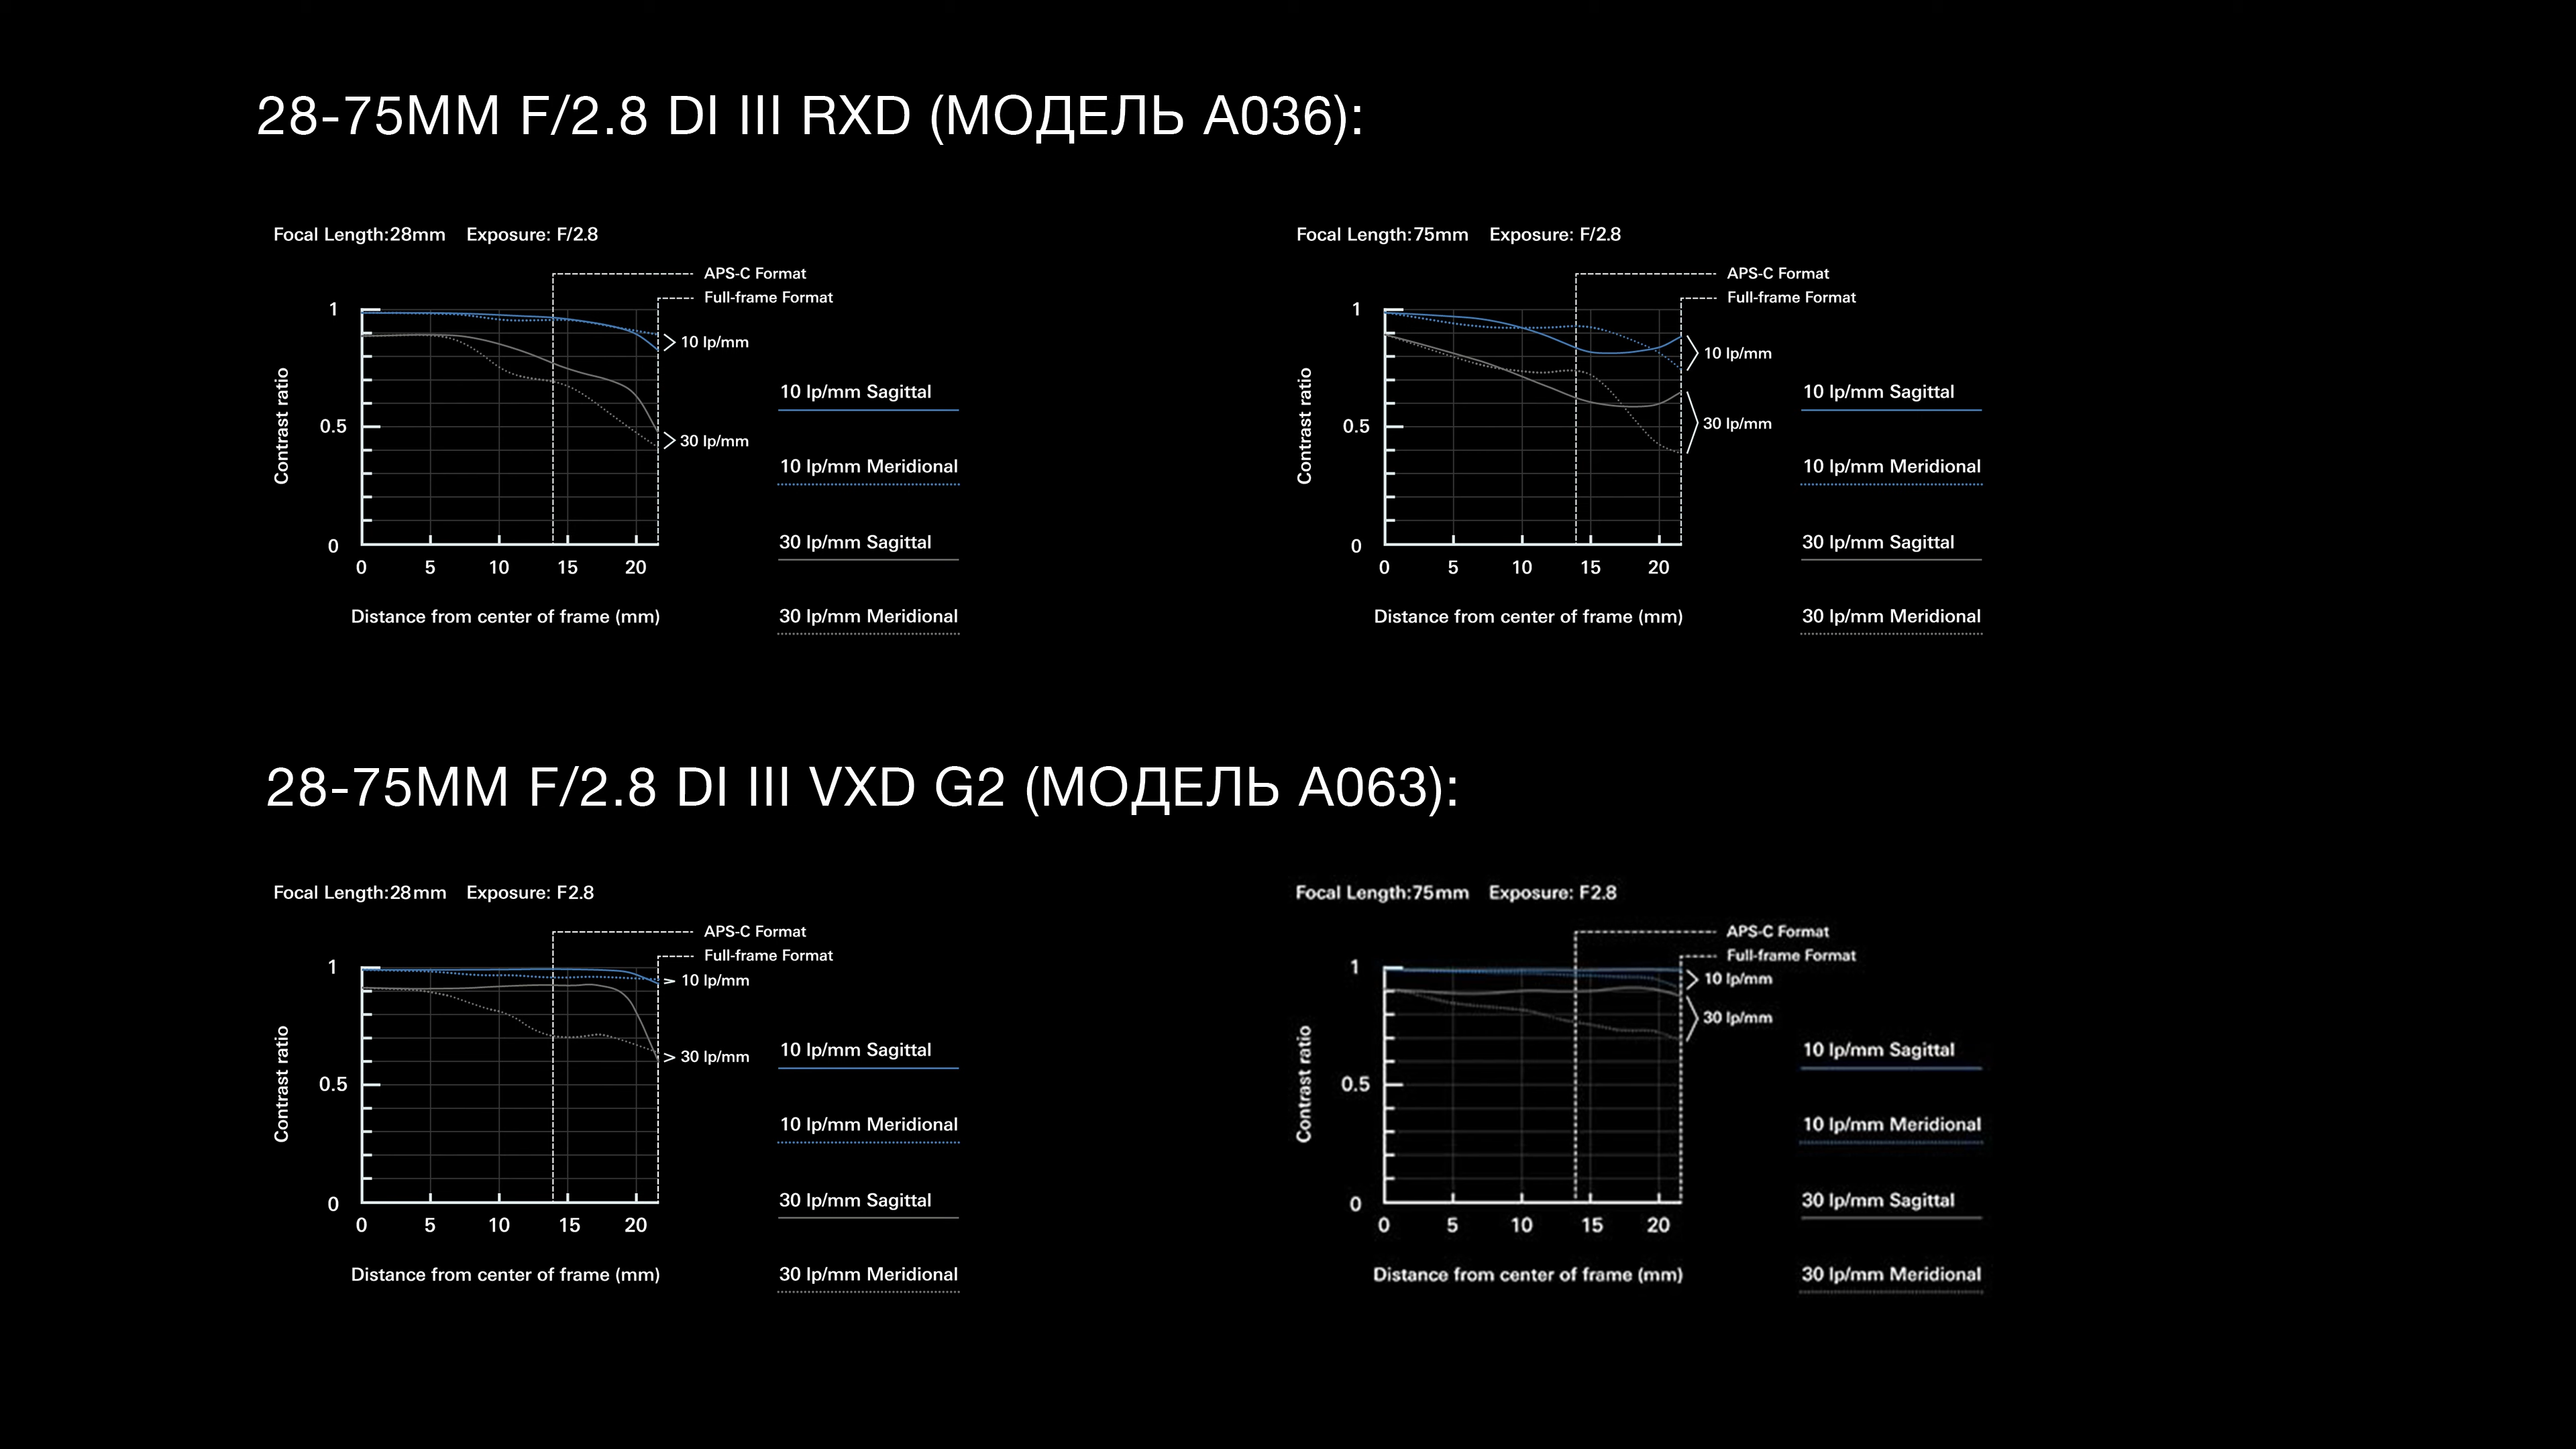 28-75MM F/2.8 DI III RXD (МОДЕЛЬ A036):
Focal Length:28mm Exposure: F/2.8
APS-C Format
Full-frame Format
1
10 lp/mm
Contrast ratio
10 lp/mm Sagittal
0.5
30 lp/mm
10 lp/mm Meridional
30 lp/mm Sagittal
0
0 5 10 15 20
Distance from center of frame (mm)
30 lp/mm Meridional
Focal Length:75mm Exposure: F/2.8
APS-C Format
Full-frame Format
1
10 lp/mm
Contrast ratio
10 lp/mm Sagittal
0.5
30 lp/mm
10 lp/mm Meridional
30 lp/mm Sagittal
0
0 5 10 15 20
Distance from center of frame (mm)
30 lp/mm Meridional
28-75MM F/2.8 DI III VXD G2 (МОДЕЛЬ A063):
Focal Length:28mm Exposure: F2.8
APS-C Format
Full-frame Format
1
10 lp/mm
Contrast ratio
30 lp/mm
10 lp/mm Sagittal
0.5
10 lp/mm Meridional
30 lp/mm Sagittal
0
0 5 10 15 20
Distance from center of frame (mm)
30 lp/mm Meridional
Focal Length:75mm Exposure: F2.8
APS-C Format
Full-frame Format
1
10 lp/mm
30 lp/mm
Contrast ratio
10 lp/mm Sagittal
0.5
10 lp/mm Meridional
30 lp/mm Sagittal
0
0 5 10 15 20
Distance from center of frame (mm)
30 lp/mm Meridional